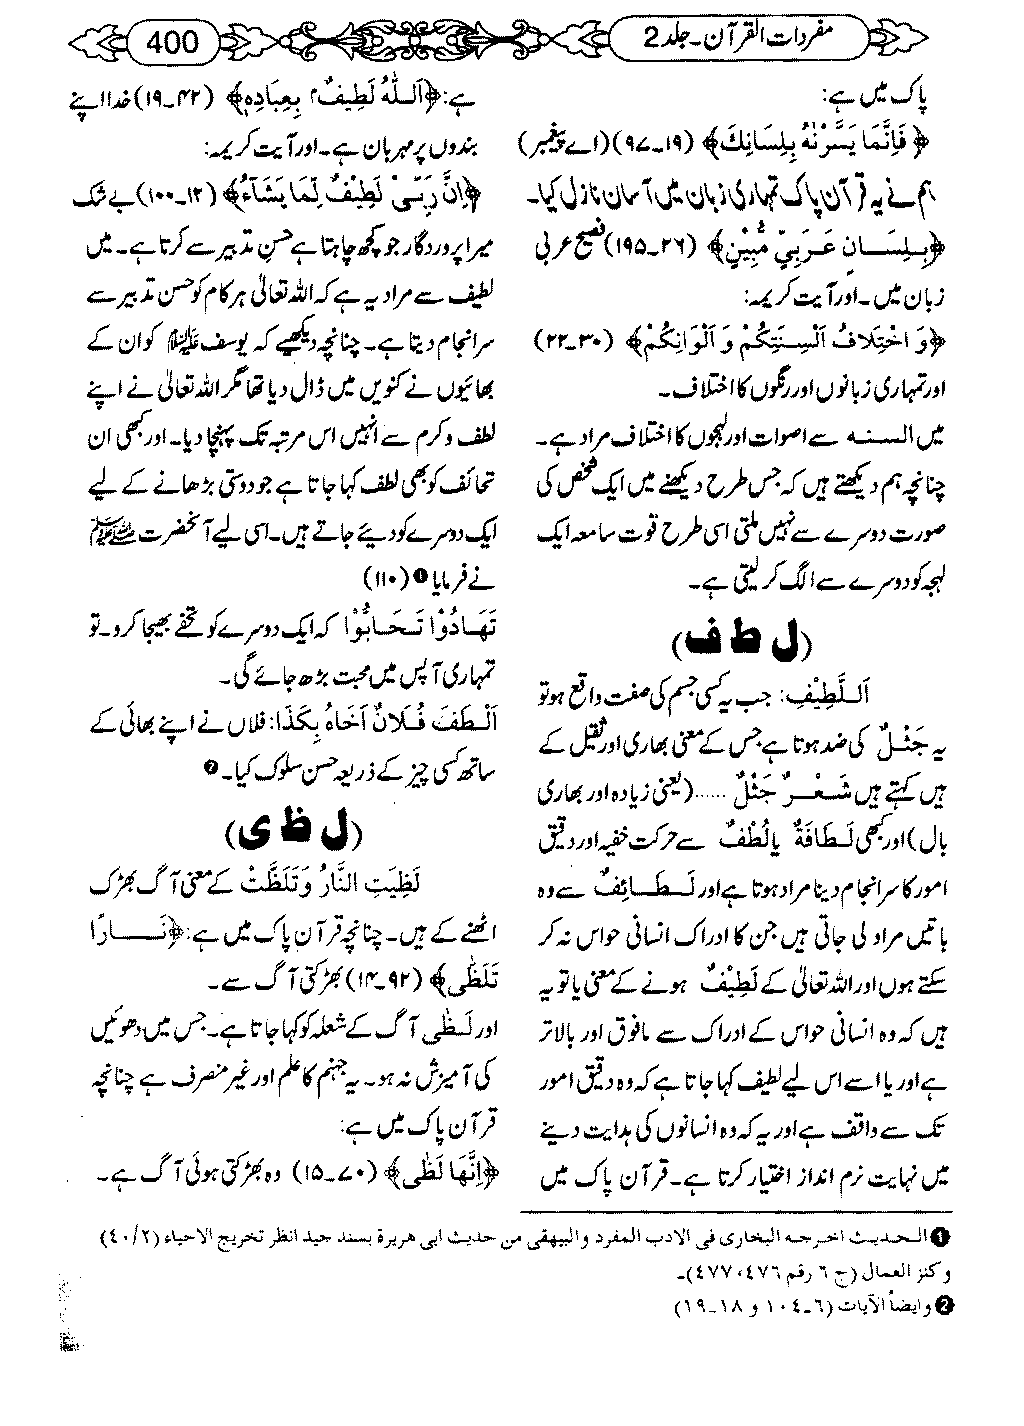 مفردات القرآن۔جلد 2
400
پاک میں ہے:
﴿فَاِنَّمَا يَسَّرْنٰهُ بِلِسَانِكَ﴾ (۱۹۔۹۷) (اے پیغمبر)
ہم نے یہ قرآن پاک تمہاری زبان میں آسان نازل کیا۔
﴿بِلِسَانٍ عَرَبِيٍّ مُّبِيْنٍ﴾ (۲۶۔۱۹۵) فصیح عربی
زبان میں۔اور آیت کریمہ:
﴿وَ اخْتِلَافُ اَلْسِنَتِكُمْ وَ اَلْوَانِكُمْ﴾ (۳۰۔۲۲)
اور تمہاری زبانوں اور رنگوں کا اختلاف۔
میں السنہ سے اصوات اور لہجوں کا اختلاف مراد ہے۔
چنانچہ ہم دیکھتے ہیں کہ جس طرح دیکھنے میں ایک شخص کی
صورت دوسرے سے نہیں ملتی اسی طرح قوت سامعہ ایک
لہجہ کو دوسرے سے الگ کر لیتی ہے۔
(ل ط ف)
اَللَّطِيْفُ: جب یہ کسی جسم کی صفت واقع ہو تو
یہ جَثْلٌ کی ضد ہوتا ہے جس کے معنی بھاری اور ثقیل کے
ہیں کہتے ہیں شَعْرٌ جَثْلٌ ......(یعنی زیادہ اور بھاری
بال) اور کبھی لَطَافَةٌ یا لُطْفٌ سے حرکت خفیہ اور دقیق
امور کا سرانجام دینا مراد ہوتا ہے اور لَطَائِفٌ سے وہ
باتیں مراد لی جاتی ہیں جن کا ادراک انسانی حواس نہ کر
سکتے ہوں اور اللہ تعالیٰ کے لَطِيْفٌ ہونے کے معنی یا تو یہ
ہیں کہ وہ انسانی حواس کے ادراک سے مافوق اور بالاتر
ہے اور یا اسے اس لیے لطیف کہا جاتا ہے کہ وہ دقیق امور
تک سے واقف ہے اور یہ کہ وہ انسانوں کی ہدایت دینے
میں نہایت نرم انداز اختیار کرتا ہے۔قرآن پاک میں
ہے: ﴿اَللّٰهُ لَطِيْفٌۢ بِعِبَادِهٖ﴾ (۴۲۔۱۹) خدا اپنے
بندوں پر مہربان ہے۔اور آیت کریمہ:
﴿اِنَّ رَبِّيْ لَطِيْفٌ لِّمَا يَشَآءُ﴾ (۱۲۔۱۰۰) بے شک
میرا پروردگار جو کچھ چاہتا ہے حسن تدبیر سے کرتا ہے۔میں
لطیف سے مراد یہ ہے کہ اللہ تعالیٰ ہر کام کو حسن تدبیر سے
سرانجام دیتا ہے۔چنانچہ دیکھیے کہ یوسف ﷺ کو ان کے
بھائیوں نے کنویں میں ڈال دیا تھا مگر اللہ تعالیٰ نے اپنے
لطف و کرم سے انہیں اس مرتبہ تک پہنچا دیا۔اور کبھی ان
تحائف کو بھی لطف کہا جاتا ہے جو دوستی بڑھانے کے لیے
ایک دوسرے کو دیئے جاتے ہیں۔اسی لیے آنحضرت ﷺ
نے فرمایا❶ (۱۱۰)
تَهَادُوْا تَحَابُّوْا کہ ایک دوسرے کو تحفے بھیجا کرو۔تو
تمہاری آپس میں محبت بڑھ جائے گی۔
اَلْطَفَ فُلَانٌ اَخَاهُ بِكَذَا: فلاں نے اپنے بھائی کے
ساتھ کسی چیز کے ذریعہ حسن سلوک کیا۔❷
(ل ظ ی)
لَظِيَتِ النَّارُ وَتَلَظَّتْ کے معنی آگ بھڑک
اٹھنے کے ہیں۔چنانچہ قرآن پاک میں ہے: ﴿نَارًا
تَلَظّٰى﴾ (۹۲۔۱۴) بھڑکتی آگ سے۔
اور لَظٰى آگ کے شعلہ کو کہا جاتا ہے۔جس میں دھوئیں
کی آمیزش نہ ہو۔یہ جہنم کا علم اور غیر منصرف ہے چنانچہ
قرآن پاک میں ہے:
﴿اِنَّهَا لَظٰى﴾ (۷۰۔۱۵) وہ بھڑکتی ہوئی آگ ہے۔
❶ الحدیث اخرجه البخاری فی الادب المفرد والبیهقی من حدیث ابی هریرة بسند جید انظر تخریج الاحیاء (۴۰/۲)
وکنز العمال (ج ٦ رقم ٤٧٦، ٤٧٧)۔
❷ وایضاً الآیات (٦۔١٠٤ و ١٨۔١٩)